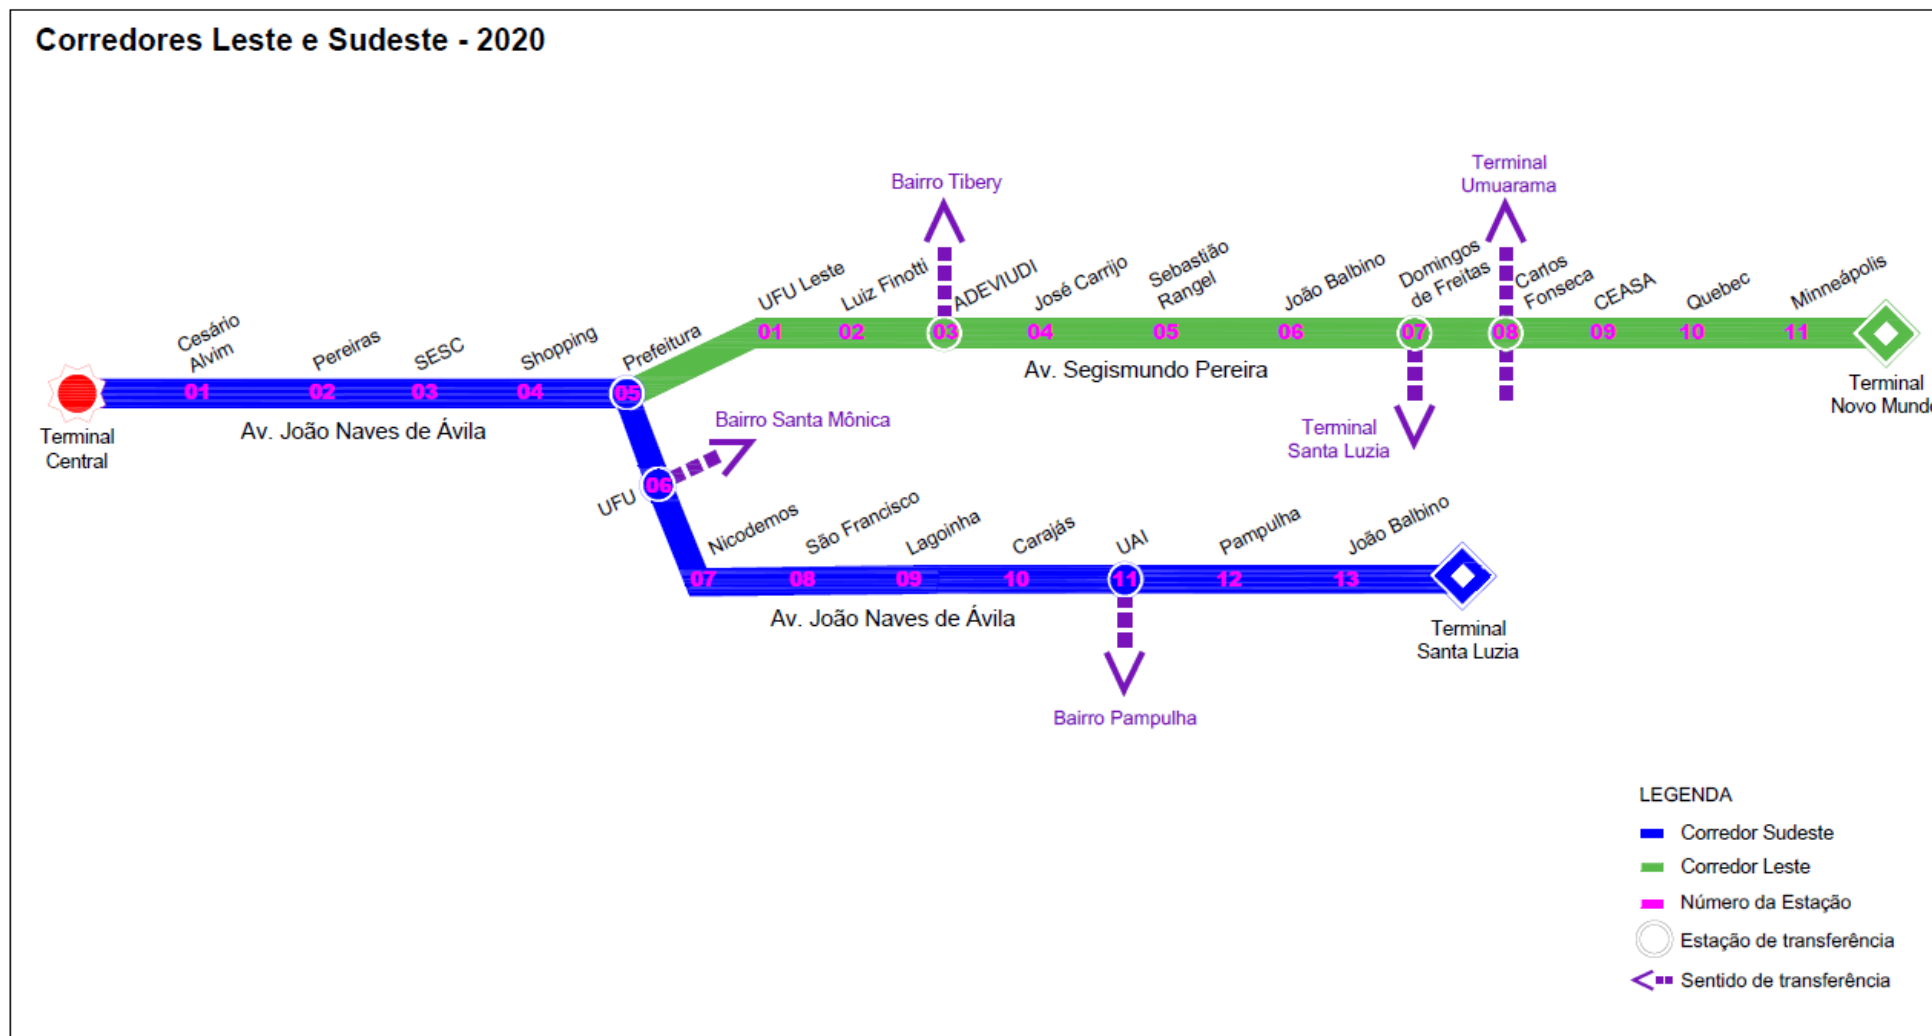 Corredores Leste e Sudeste - 2020
Bairro Tibery
Terminal
Umuarama
UFU Leste
Luiz Finotti
ADEVIUDI
José Carrijo
Sebastião
Rangel
João Balbino
Domingos
de Freitas
Carlos
Fonseca
CEASA
Quebec
Minneápolis
01
02
03
04
05
06
07
08
09
10
11
Av. Segismundo Pereira
Terminal
Novo Mund
Terminal
Santa Luzia
Cesário
Alvim
Pereiras
SESC
Shopping
Prefeitura
01
02
03
04
05
Terminal
Central
Av. João Naves de Ávila
Bairro Santa Mônica
UFU
06
Nicodemos
São Francisco
Lagoinha
Carajás
UAI
Pampulha
João Balbino
07
08
09
10
11
12
13
Av. João Naves de Ávila
Terminal
Santa Luzia
Bairro Pampulha
LEGENDA
Corredor Sudeste
Corredor Leste
Número da Estação
Estação de transferência
Sentido de transferência